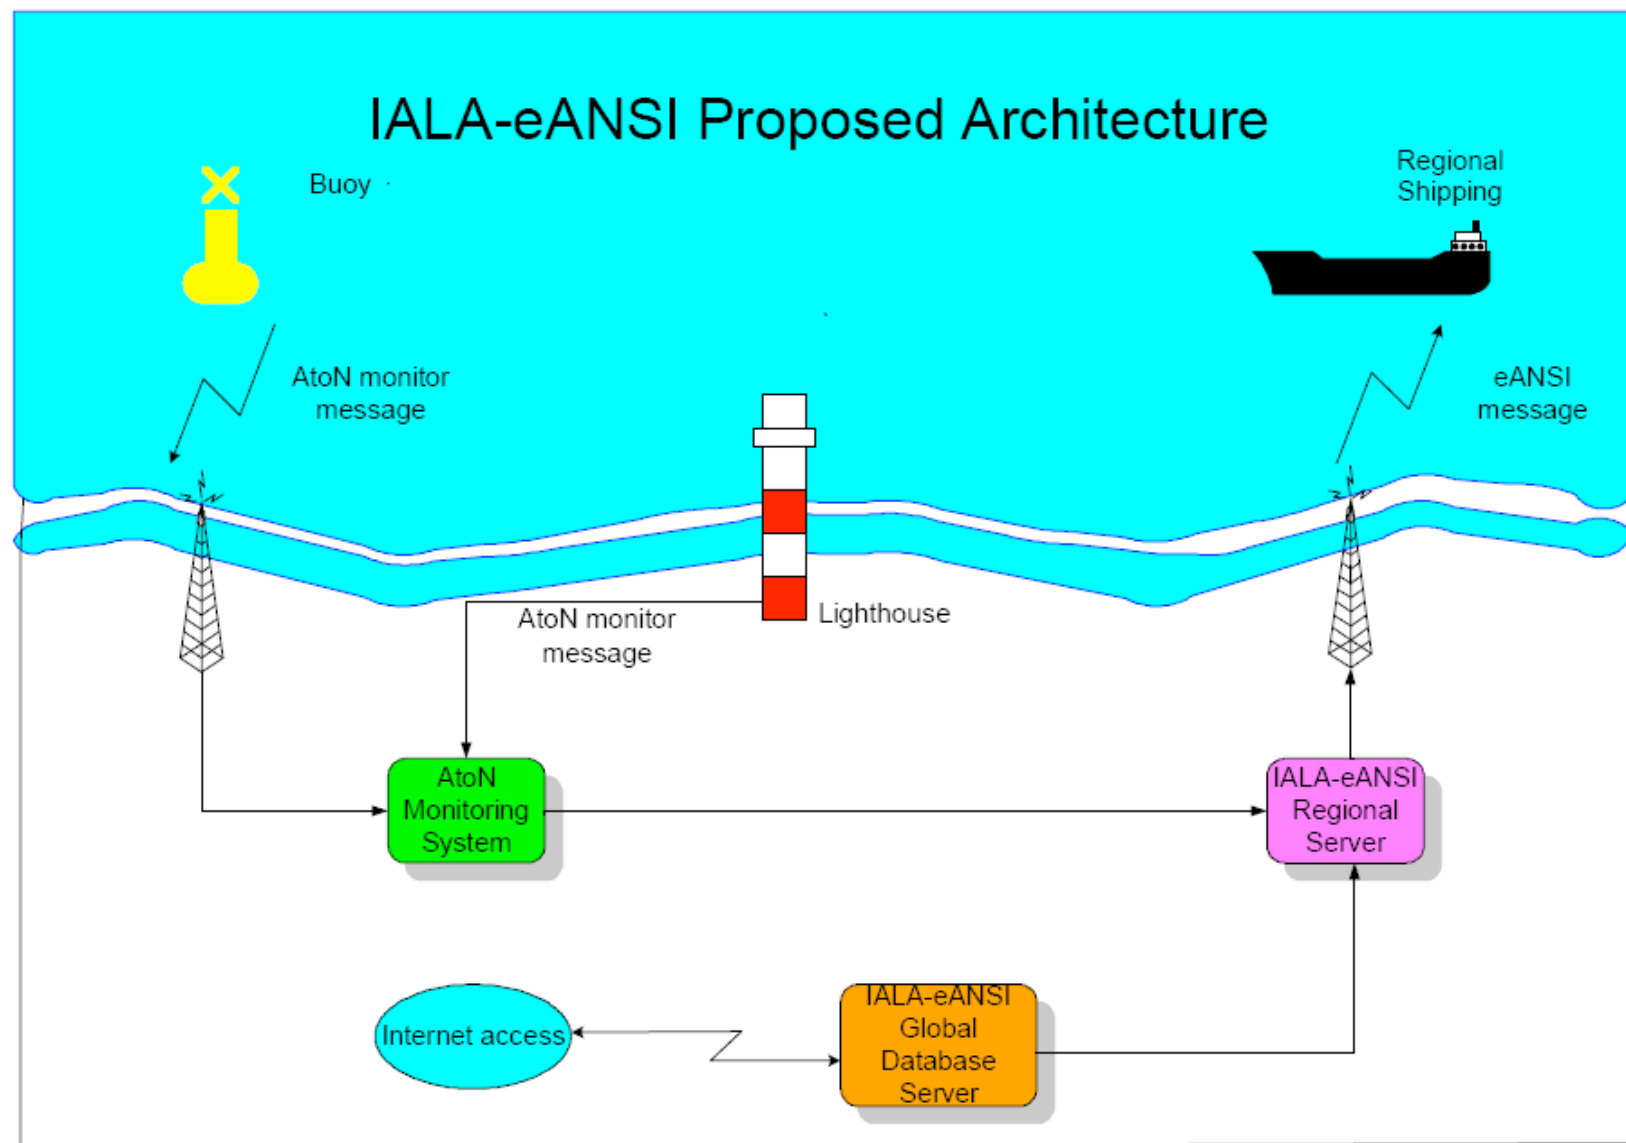 IALA-eANSI Proposed Architecture
Buoy
Regional
Shipping
AtoN monitor
message
eANSI
message
AtoN monitor
message
Lighthouse
AtoN
Monitoring
System
IALA-eANSI
Regional
Server
Internet access
IALA-eANSI
Global
Database
Server